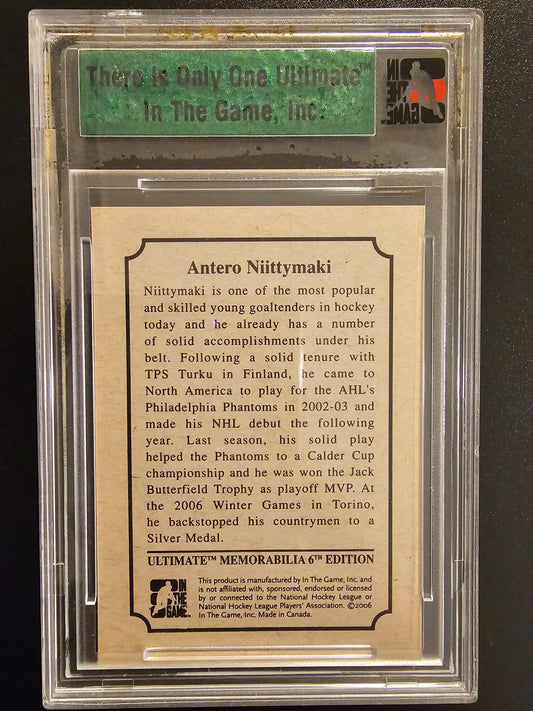 There is Only One Ultimate™
In The Game, Inc.
IN
THE
GAME
Antero Niittymaki
Niittymaki is one of the most popular
and skilled young goaltenders in hockey
today and he already has a number
of solid accomplishments under his
belt. Following a solid tenure with
TPS Turku in Finland, he came to
North America to play for the AHL's
Philadelphia Phantoms in 2002-03 and
made his NHL debut the following
year. Last season, his solid play
helped the Phantoms to a Calder Cup
championship and he was won the Jack
Butterfield Trophy as playoff MVP. At
the 2006 Winter Games in Torino,
he backstopped his countrymen to a
Silver Medal.
ULTIMATE™ MEMORABILIA 6TH EDITION
IN
THE
GAME
This product is manufactured by In The Game, Inc. and
is not affiliated with, sponsored, endorsed or licensed
by or connected to the National Hockey League or
National Hockey League Players' Association. ©2006
In The Game, Inc. Made in Canada.